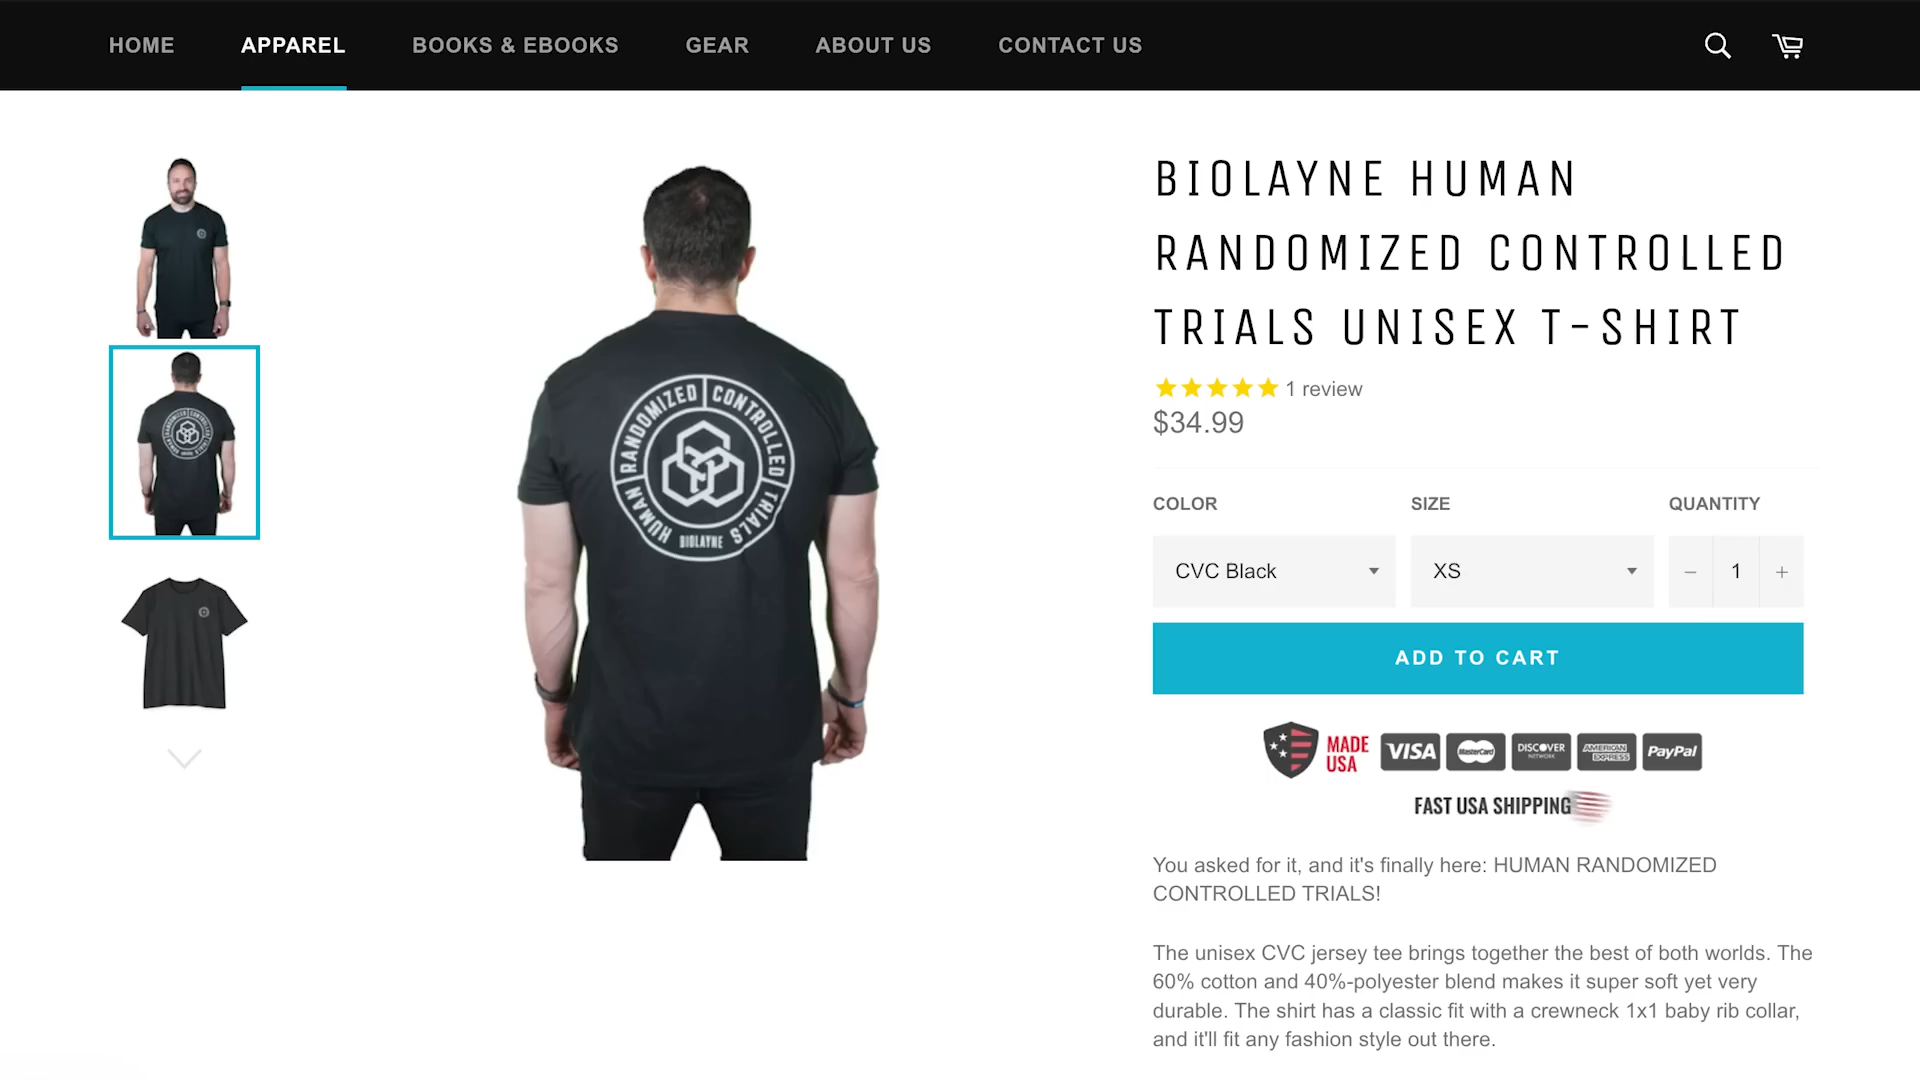 HOME
APPAREL
BOOKS & EBOOKS
GEAR
ABOUT US
CONTACT US
RANDOMIZED CONTROLLED
HUMAN TRIALS
BIOLAYNE
BIOLAYNE HUMAN
RANDOMIZED CONTROLLED
TRIALS UNISEX T-SHIRT
1 review
$34.99
COLOR
SIZE
QUANTITY
CVC Black
XS
− 1 +
ADD TO CART
MADE
USA
VISA
MasterCard
DISCOVER
NETWORK
AMERICAN
EXPRESS
PayPal
FAST USA SHIPPING
You asked for it, and it's finally here: HUMAN RANDOMIZED
CONTROLLED TRIALS!
The unisex CVC jersey tee brings together the best of both worlds. The
60% cotton and 40%-polyester blend makes it super soft yet very
durable. The shirt has a classic fit with a crewneck 1x1 baby rib collar,
and it'll fit any fashion style out there.